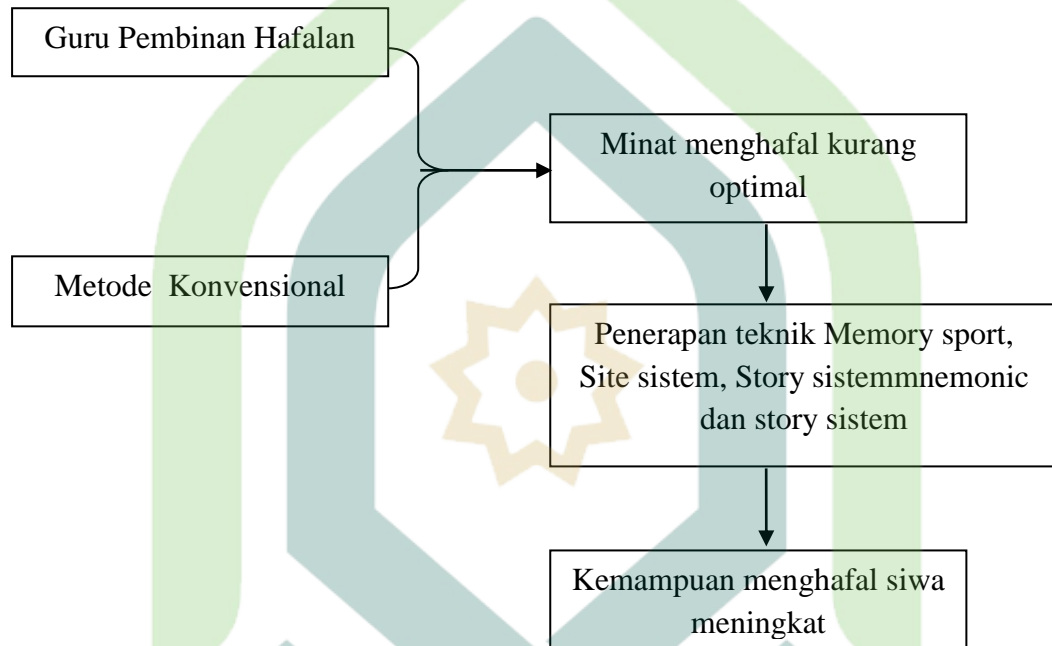 Guru Pembinan Hafalan
Minat menghafal kurang
optimal
Metode  Konvensional
Penerapan teknik Memory sport,
Site sistem, Story sistemmnemonic
dan story sistem
Kemampuan menghafal siwa
meningkat